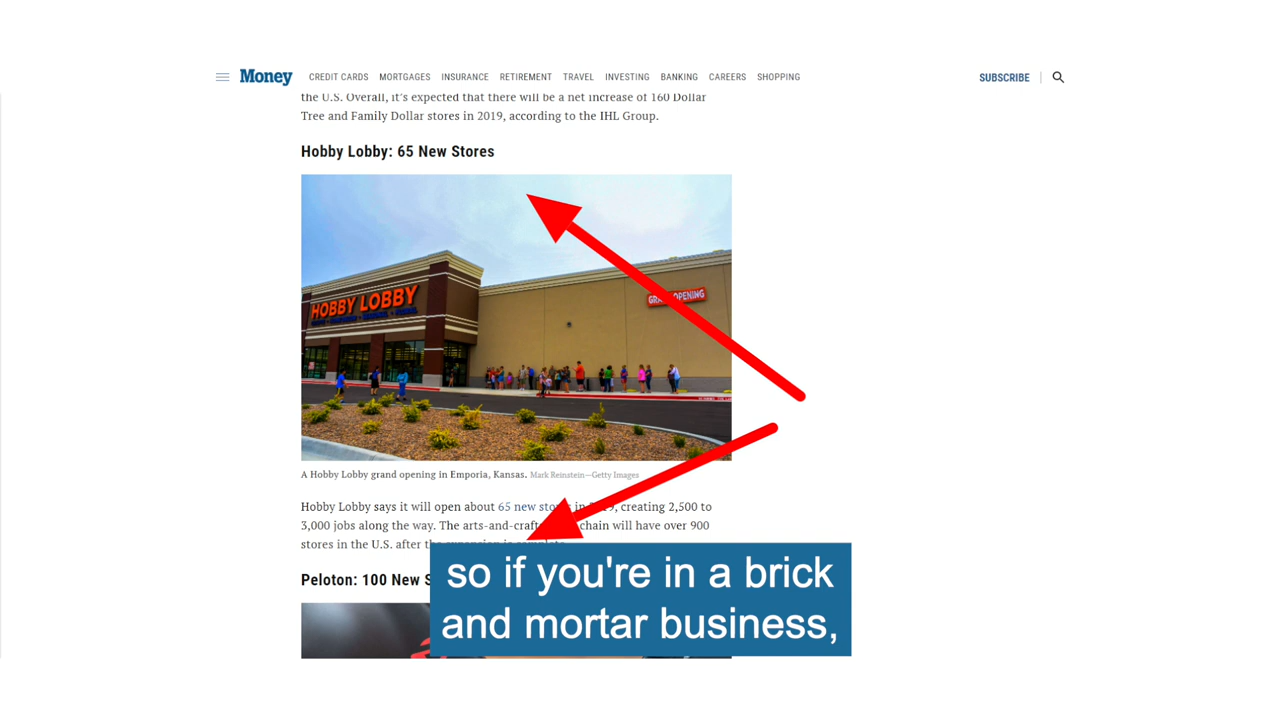 Money CREDIT CARDS MORTGAGES INSURANCE RETIREMENT TRAVEL INVESTING BANKING CAREERS SHOPPING SUBSCRIBE
the U.S. Overall, it's expected that there will be a net increase of 160 Dollar
Tree and Family Dollar stores in 2019, according to the IHL Group.
Hobby Lobby: 65 New Stores
HOBBY LOBBY
GRAND OPENING
A Hobby Lobby grand opening in Emporia, Kansas. Mark Reinstein—Getty Images
Hobby Lobby says it will open about 65 new stores in 2019, creating 2,500 to
3,000 jobs along the way. The arts-and-crafts chain will have over 900
stores in the U.S. after the expansion is complete.
Peloton: 100 New S
so if you're in a brick
and mortar business,